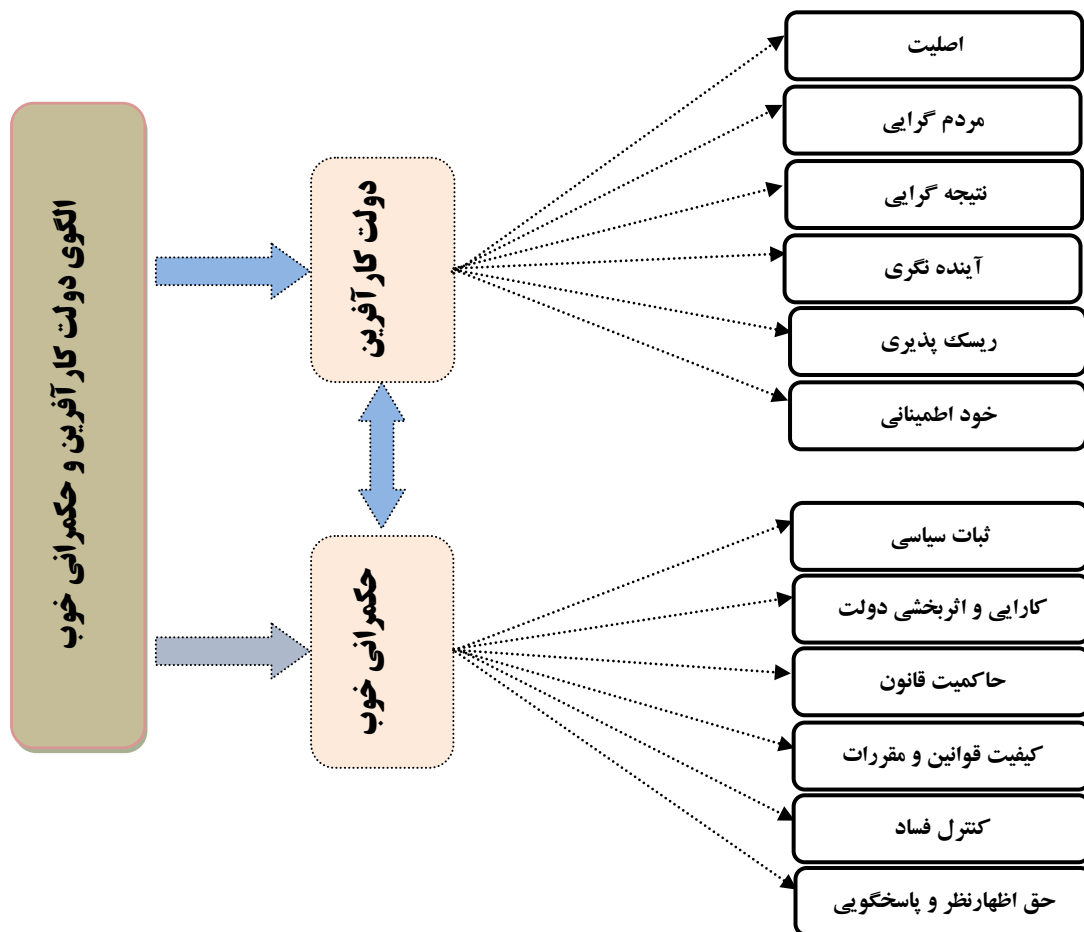 الگوی دولت کارآفرین و حکمرانی خوب
دولت کارآفرین
اصلیت
مردم گرایی
نتیجه گرایی
آینده نگری
ریسک پذیری
خود اطمینانی
حکمرانی خوب
ثبات سیاسی
کارایی و اثربخشی دولت
حاکمیت قانون
کیفیت قوانین و مقررات
کنترل فساد
حق اظهارنظر و پاسخگویی